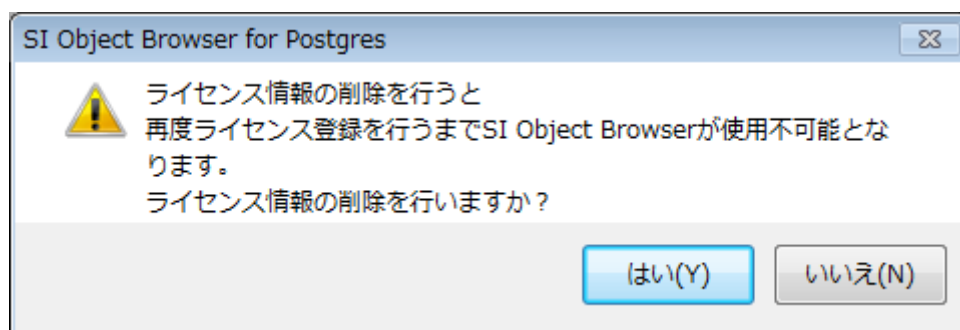 SI Object Browser for Postgres
ライセンス情報の削除を行うと
再度ライセンス登録を行うまでSI Object Browserが使用不可能とな
ります。
ライセンス情報の削除を行いますか？
はい(Y) いいえ(N)